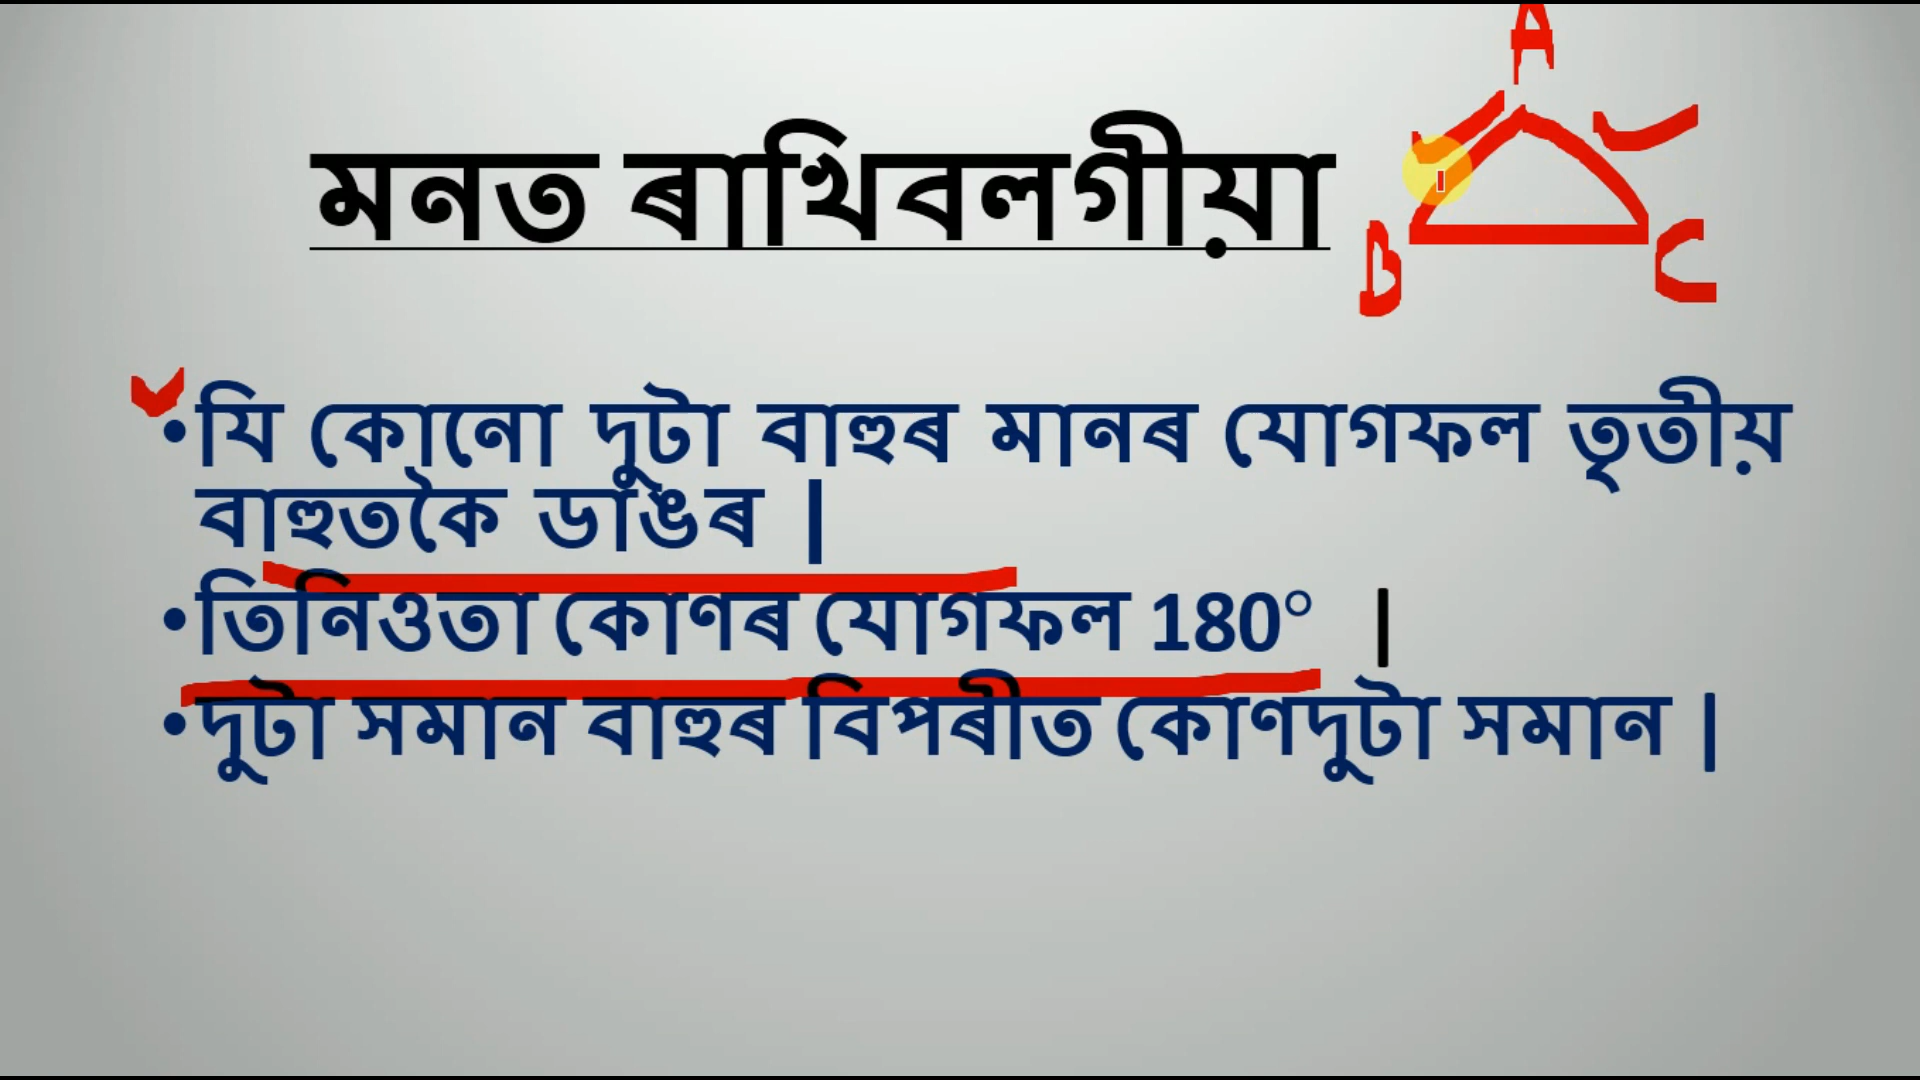 A
মনত ৰাখিবলগীয়া
B C
•যি কোনো দুটা বাহুৰ মানৰ যোগফল তৃতীয়
বাহুতকৈ ডাঙৰ |
•তিনিওতা কোণৰ যোগফল 180° |
•দুটা সমান বাহুৰ বিপৰীত কোণদুটা সমান |